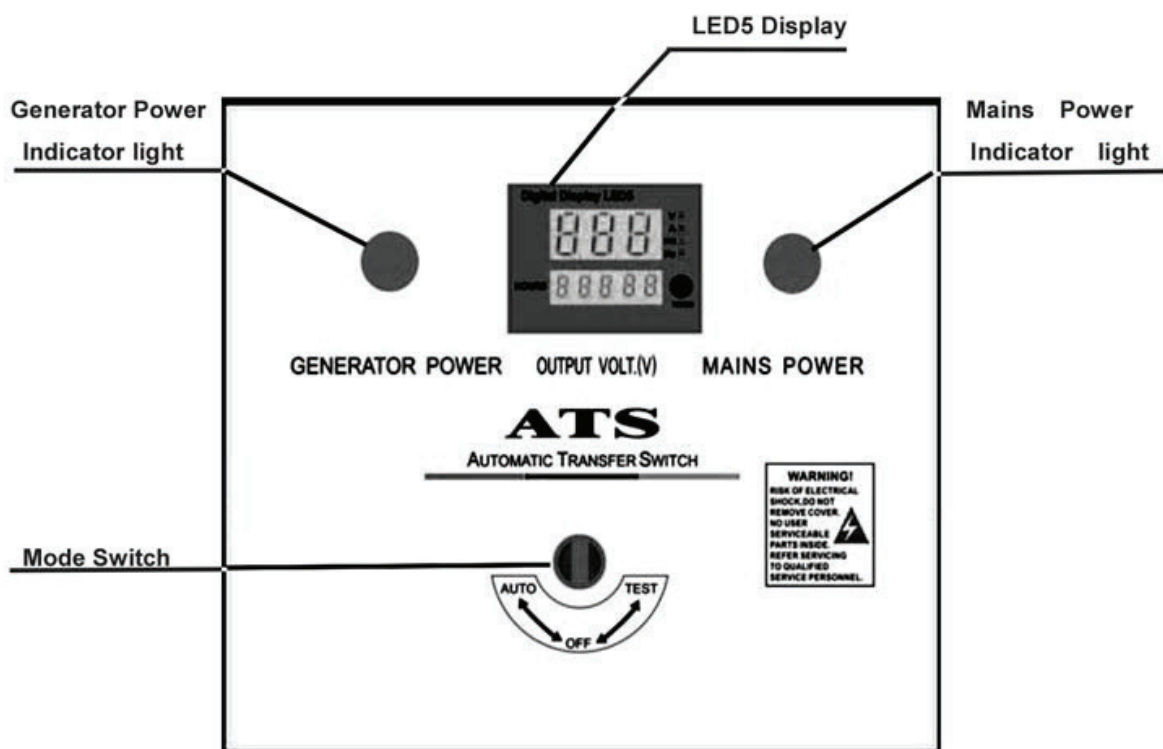 LED5 Display
Generator Power
Indicator light
Mains Power
Indicator light
Digital Display LED5
888
HOURS 88888
GENERATOR POWER
OUTPUT VOLT.(V)
MAINS POWER
ATS
AUTOMATIC TRANSFER SWITCH
WARNING!
RISK OF ELECTRICAL
SHOCK,DO NOT
REMOVE COVER.
NO USER
SERVICEABLE
PARTS INSIDE.
REFER SERVICING
TO QUALIFIED
SERVICE PERSONNEL.
Mode Switch
AUTO
TEST
OFF